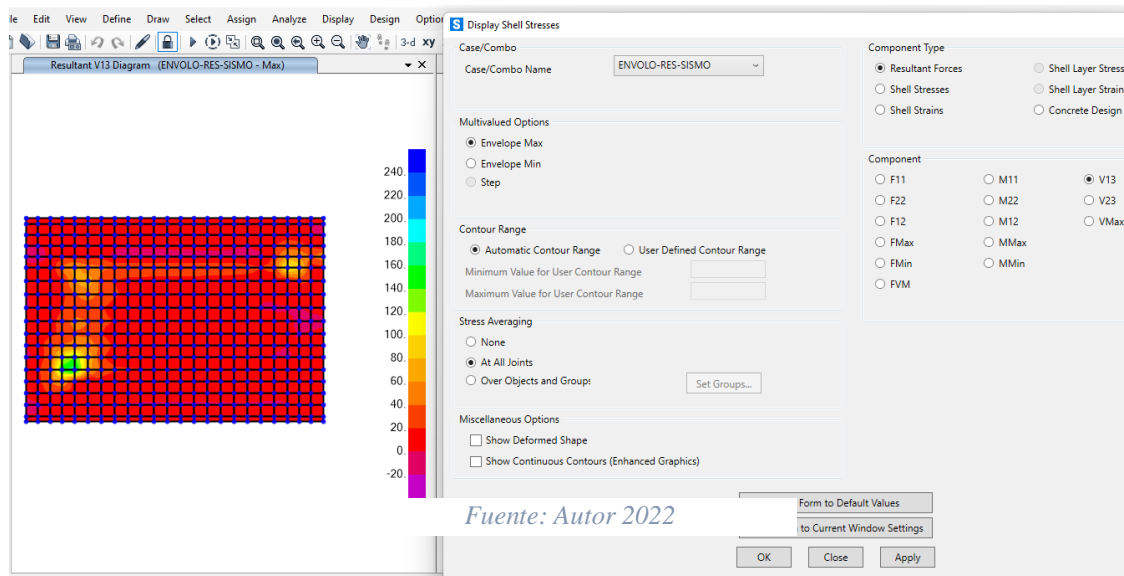 le Edit View Define Draw Select Assign Analyze Display Design Optio
3-d xy
Resultant V13 Diagram (ENVOLO-RES-SISMO - Max)
240.
220.
200.
180.
160.
140.
120.
100.
80.
60.
40.
20.
0.
-20.
Display Shell Stresses
Case/Combo
Case/Combo Name ENVOLO-RES-SISMO
Multivalued Options
Envelope Max
Envelope Min
Step
Contour Range
Automatic Contour Range User Defined Contour Range
Minimum Value for User Contour Range
Maximum Value for User Contour Range
Stress Averaging
None
At All Joints
Over Objects and Groups
Set Groups...
Miscellaneous Options
Show Deformed Shape
Show Continuous Contours (Enhanced Graphics)
Component Type
Resultant Forces Shell Layer Stress
Shell Stresses Shell Layer Strain
Shell Strains Concrete Design
Component
F11 M11 V13
F22 M22 V23
F12 M12 VMax
FMax MMax
FMin MMin
FVM
Fuente: Autor 2022
Form to Default Values
to Current Window Settings
OK Close Apply